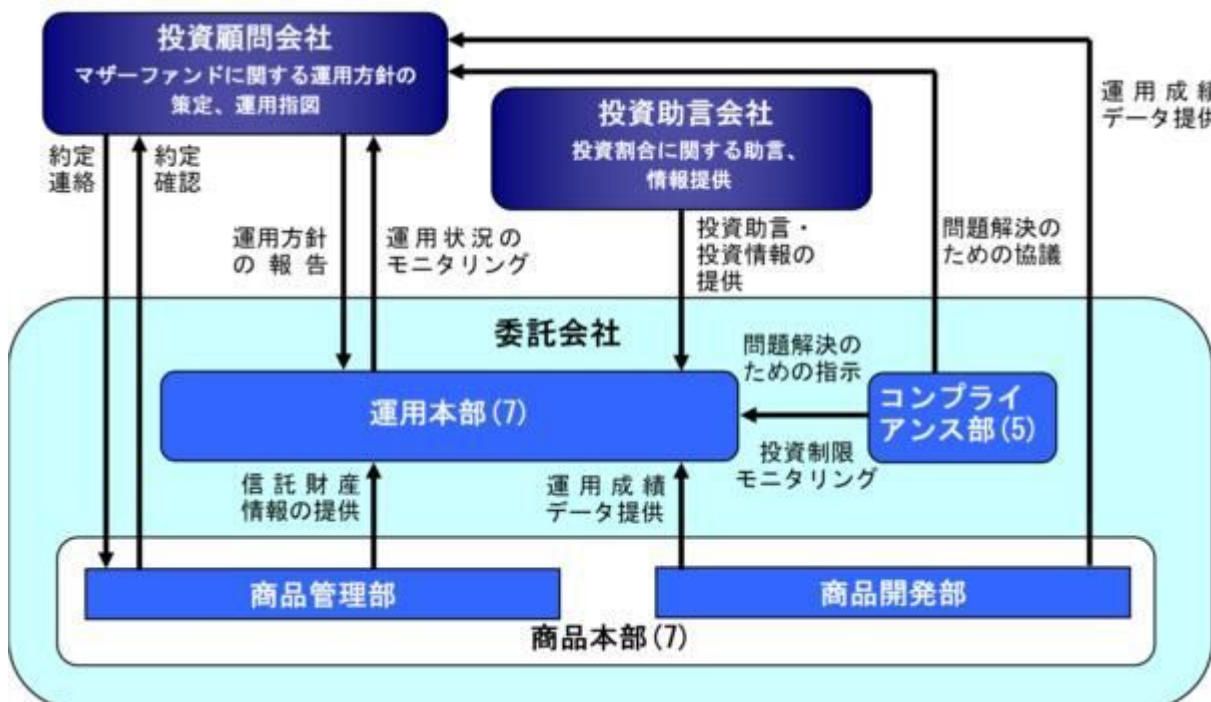 投資顧問会社
マザーファンドに関する運用方針の
策定、運用指図
投資助言会社
投資割合に関する助言、
情報提供
運用成績
データ提供
約定
連絡
約定
確認
運用方針
の報告
運用状況の
モニタリング
投資助言・
投資情報の
提供
問題解決の
ための協議
委託会社
問題解決の
ための指示
運用本部(7)
コンプライ
アンス部(5)
投資制限
モニタリング
信託財産
情報の提供
運用成績
データ提供
商品管理部
商品開発部
商品本部(7)